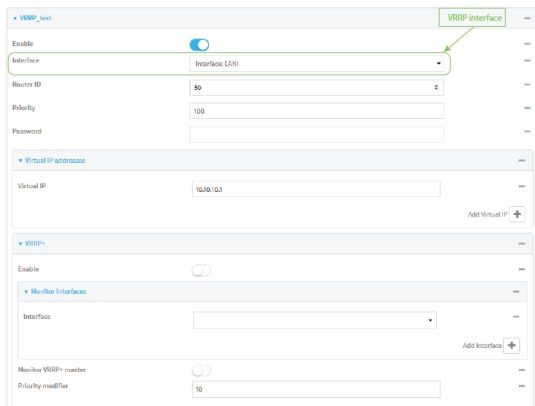 VRRP_test
VRRP interface
Enable
Interface
Interface: LAN1
Router ID
50
Priority
100
Password
Virtual IP addresses
Virtual IP
10.10.10.1
Add Virtual IP
VRRP+
Enable
Monitor Interfaces
Interface
Add Interface
Monitor VRRP+ master
Priority modifier
10